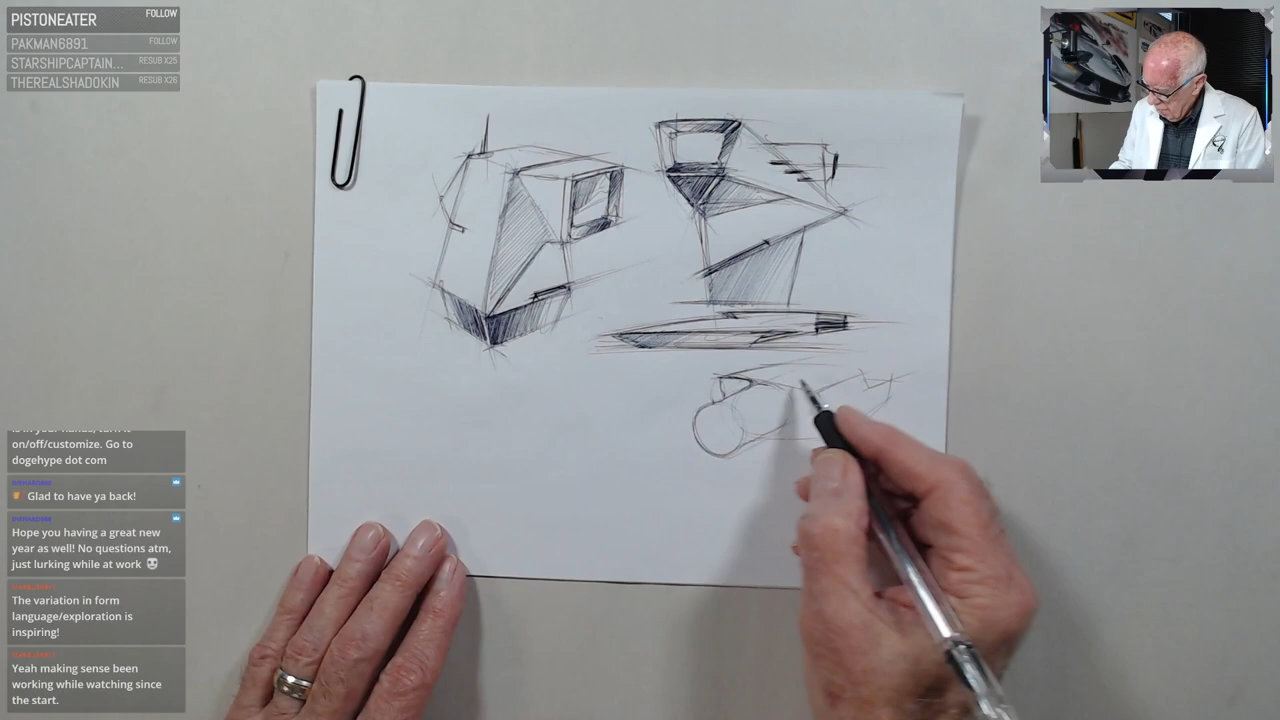 PISTONEATER FOLLOW
PAKMAN6891 FOLLOW
STARSHIPCAPTAIN... RESUB X25
THEREALSHADOKIN RESUB X26
on/off/customize. Go to
dogehype dot com
Glad to have ya back!
Hope you having a great new
year as well! No questions atm,
just lurking while at work
The variation in form
language/exploration is
inspiring!
Yeah making sense been
working while watching since
the start.